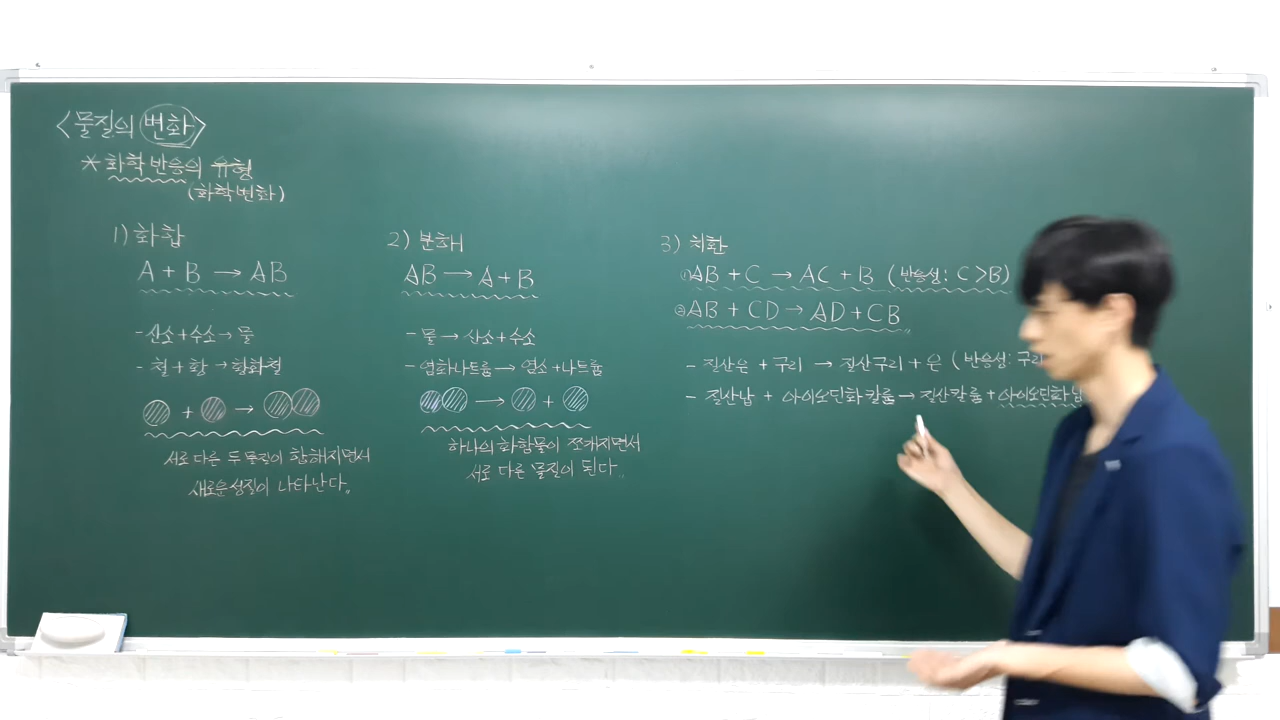 <물질의 변화>
* 화학 반응의 유형
(화학변화)
1) 화합
A + B → AB
- 산소 + 수소 → 물
- 철 + 황 → 황화철
+ →
서로 다른 두 물질이 합해지면서
새로운 성질이 나타난다.
2) 분해
AB → A + B
- 물 → 산소 + 수소
- 염화나트륨 → 염소 + 나트륨
→ +
하나의 화합물이 쪼개지면서
서로 다른 물질이 된다.
3) 치환
① AB + C → AC + B (반응성: C > B)
② AB + CD → AD + CB
- 질산은 + 구리 → 질산구리 + 은 (반응성: 구리
- 질산납 + 아이오딘화 칼륨 → 질산칼륨 + 아이오딘화 납